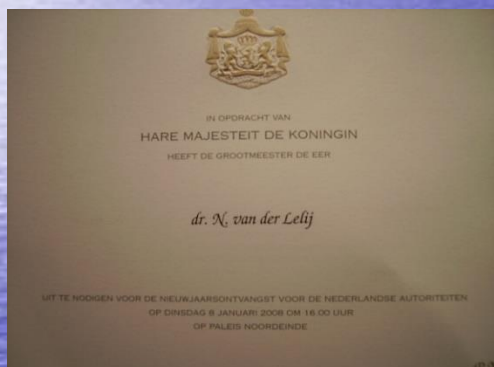 IN OPDRACHT VAN
HARE MAJESTEIT DE KONINGIN
HEEFT DE GROOTMEESTER DE EER
dr. N. van der Lelij
UIT TE NODIGEN VOOR DE NIEUWJAARSONTVANGST VOOR DE NEDERLANDSE AUTORITEITEN
OP DINSDAG 8 JANUARI 2008 OM 16.00 UUR
OP PALEIS NOORDEINDE